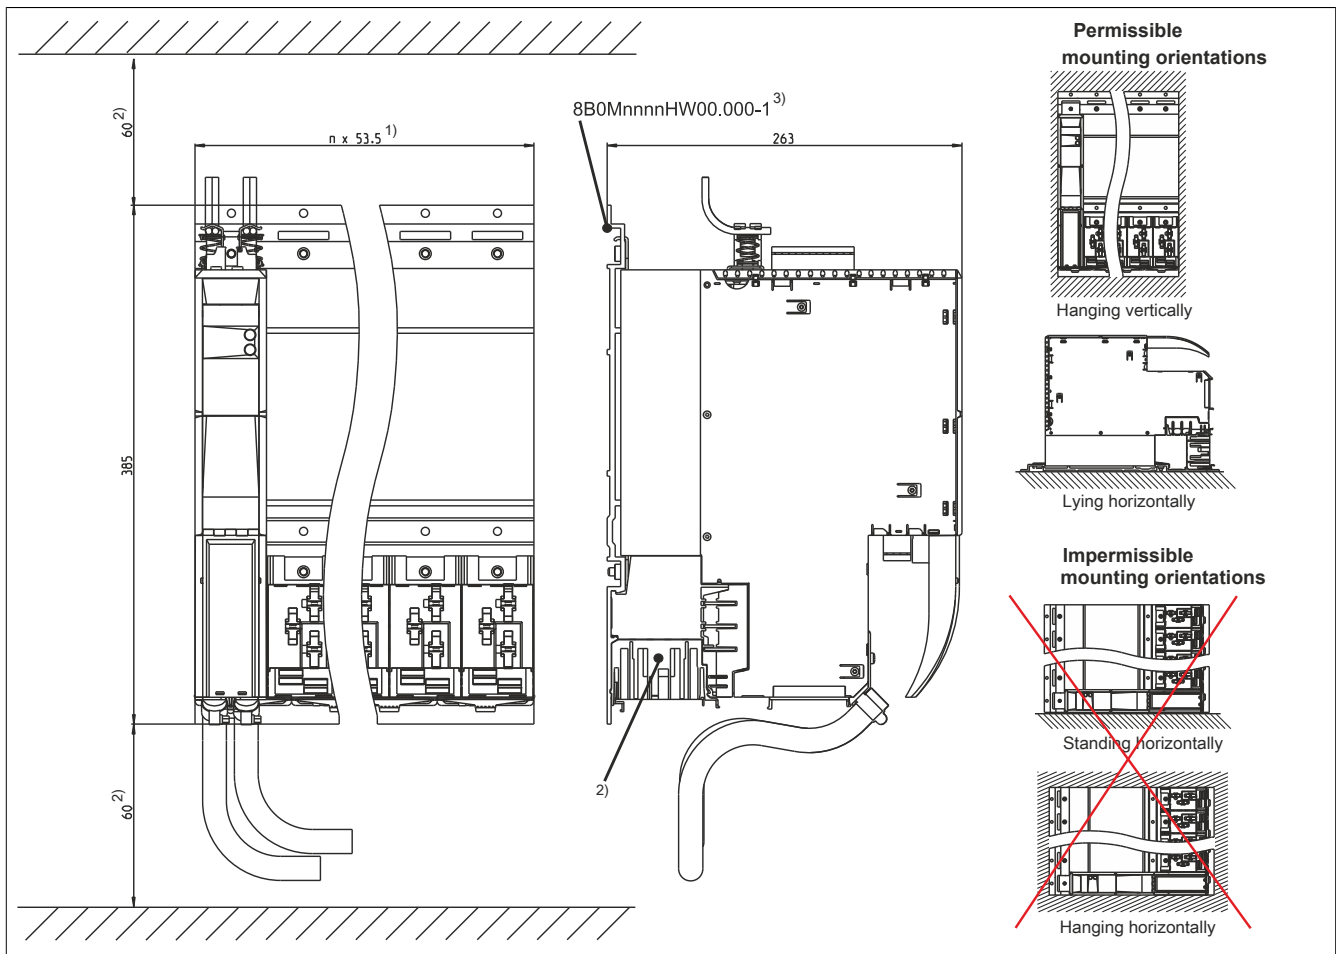 60 2)
n x 53.5 1)
385
60 2)
8B0MnnnnHW00.000-1 3)
263
2)
Permissible
mounting orientations
Hanging vertically
Lying horizontally
Impermissible
mounting orientations
Standing horizontally
Hanging horizontally